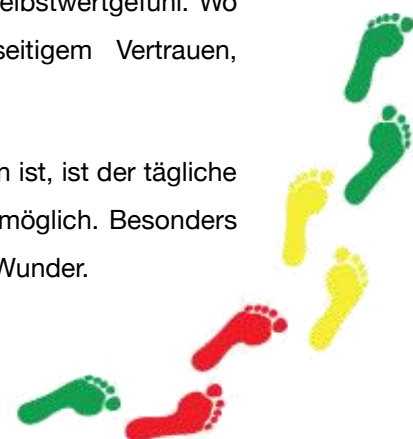 elbstwertgefühl. Wo
seitigem Vertrauen,
n ist, ist der tägliche
möglich. Besonders
Wunder.